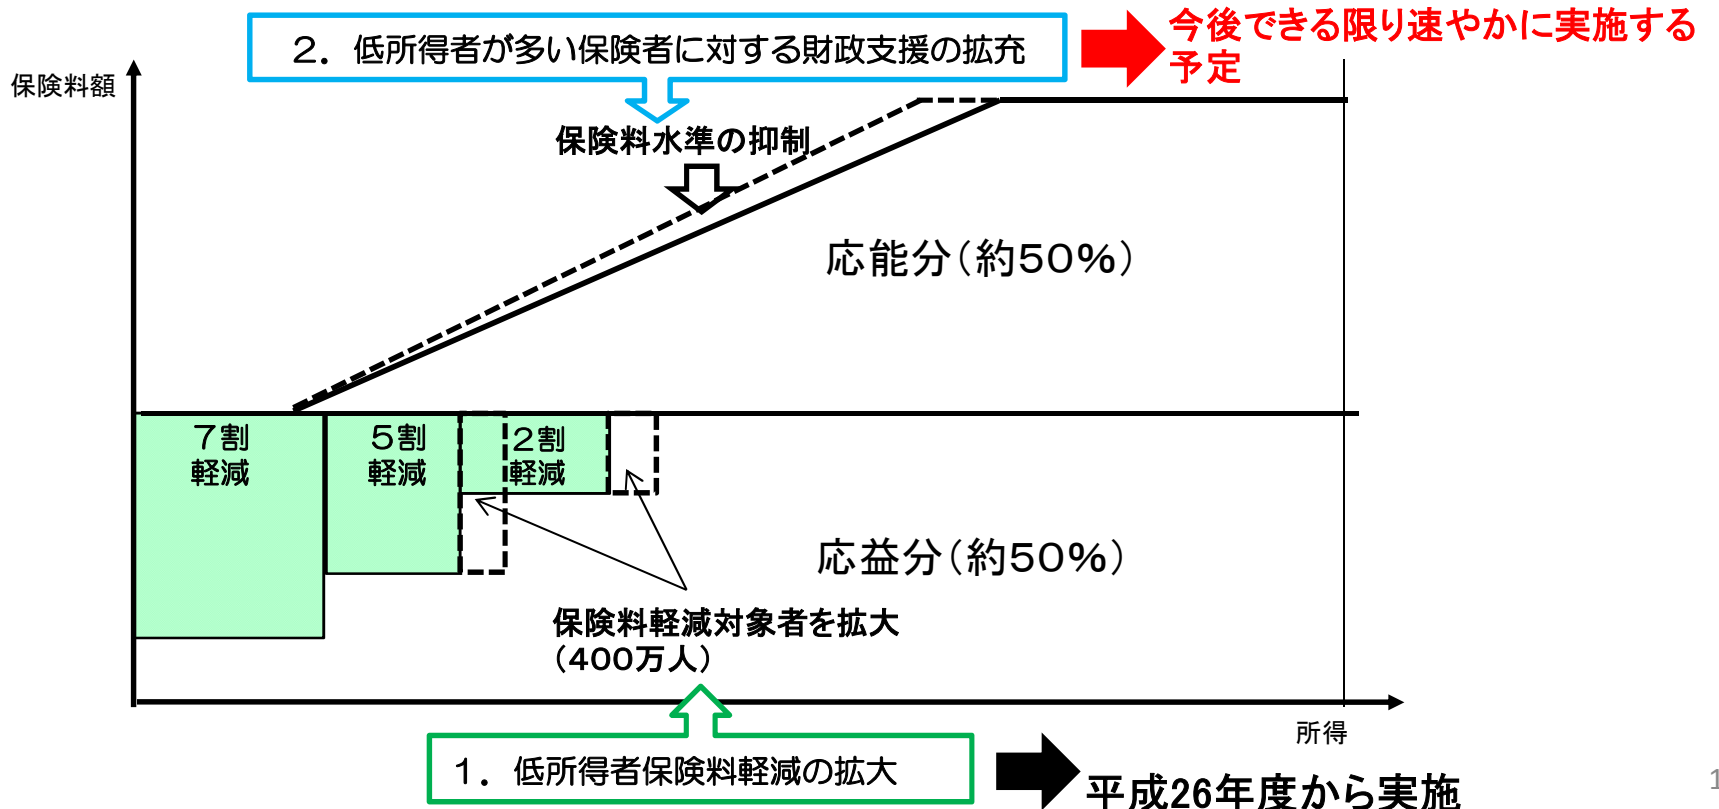 2．低所得者が多い保険者に対する財政支援の拡充
今後できる限り速やかに実施する
予定
保険料額
保険料水準の抑制
応能分（約50％）
7割
軽減
5割
軽減
2割
軽減
応益分（約50％）
保険料軽減対象者を拡大
（400万人）
所得
1．低所得者保険料軽減の拡大
平成26年度から実施
1